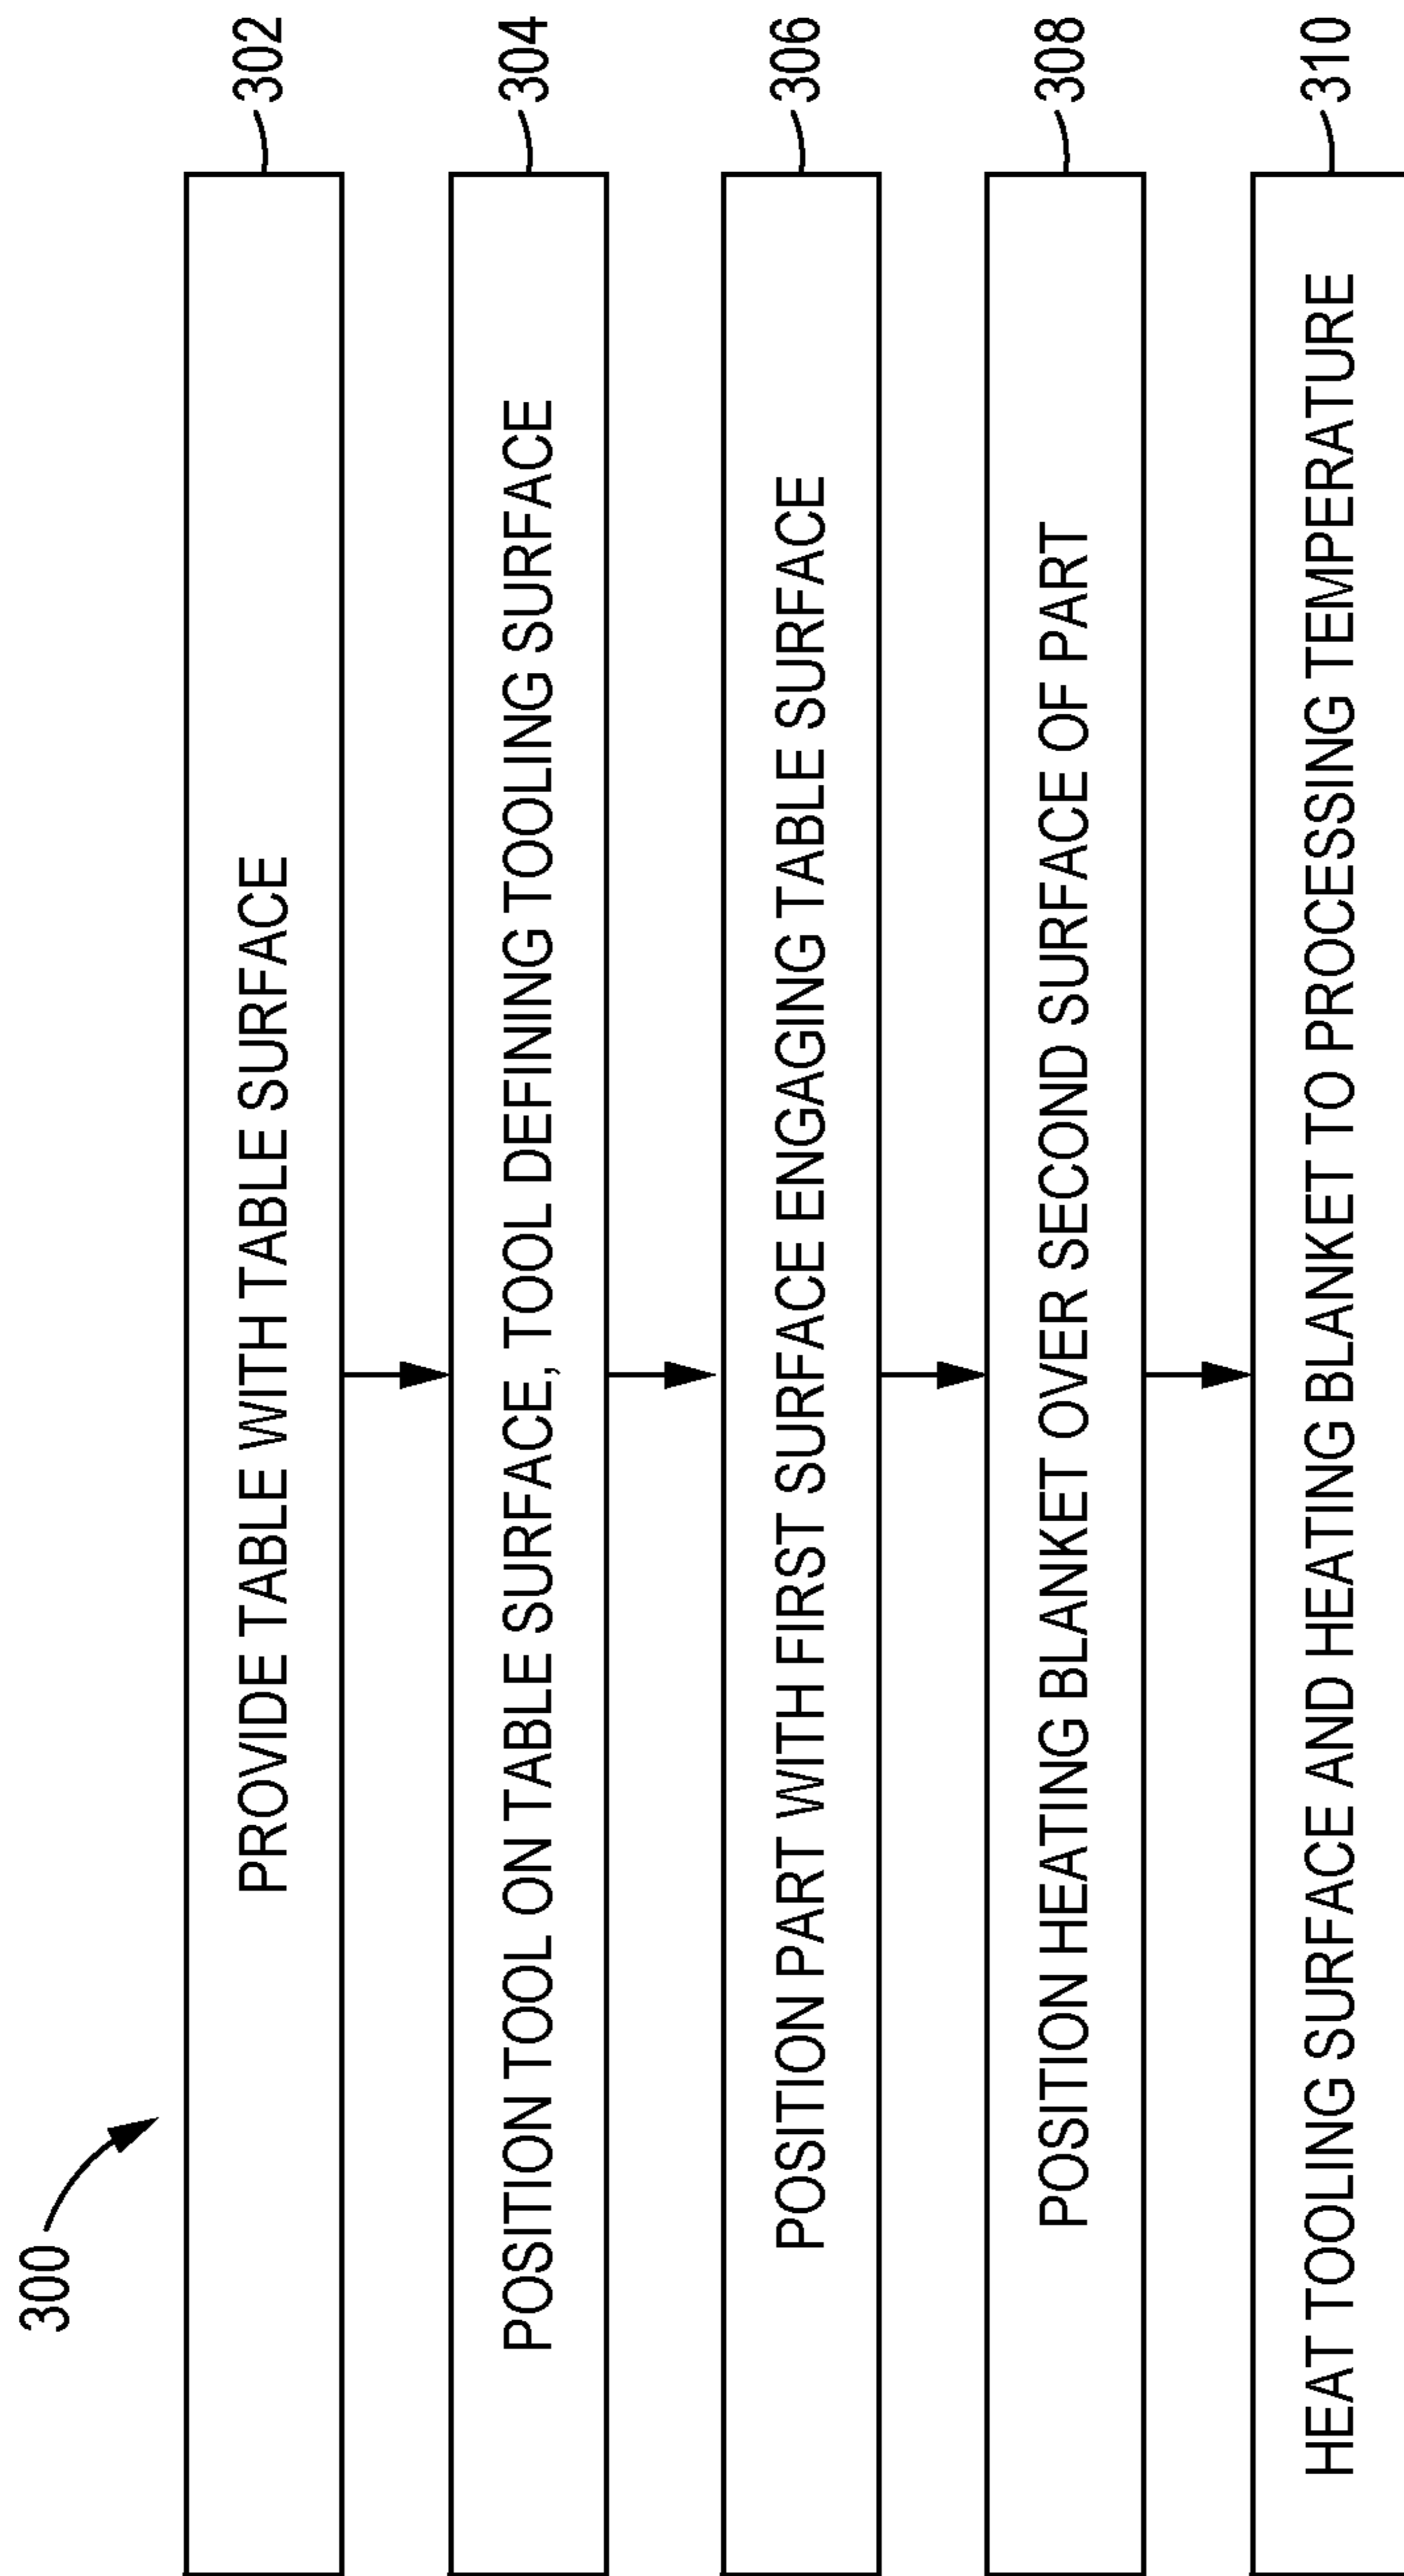 300
PROVIDE TABLE WITH TABLE SURFACE
302
POSITION TOOL ON TABLE SURFACE, TOOL DEFINING TOOLING SURFACE
304
POSITION PART WITH FIRST SURFACE ENGAGING TABLE SURFACE
306
POSITION HEATING BLANKET OVER SECOND SURFACE OF PART
308
HEAT TOOLING SURFACE AND HEATING BLANKET TO PROCESSING TEMPERATURE
310